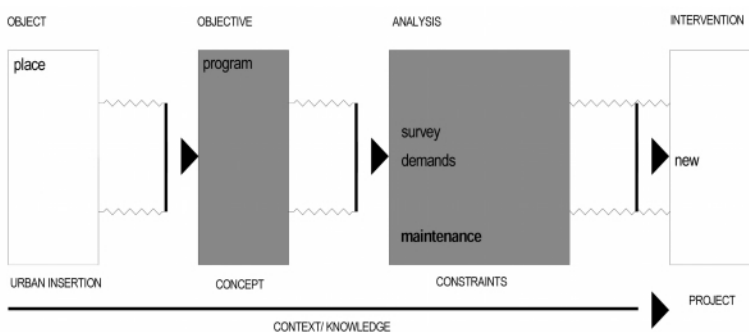 OBJECT
OBJECTIVE
ANALYSIS
INTERVENTION
place
program
survey
demands
new
maintenance
URBAN INSERTION
CONCEPT
CONSTRAINTS
PROJECT
CONTEXT/ KNOWLEDGE